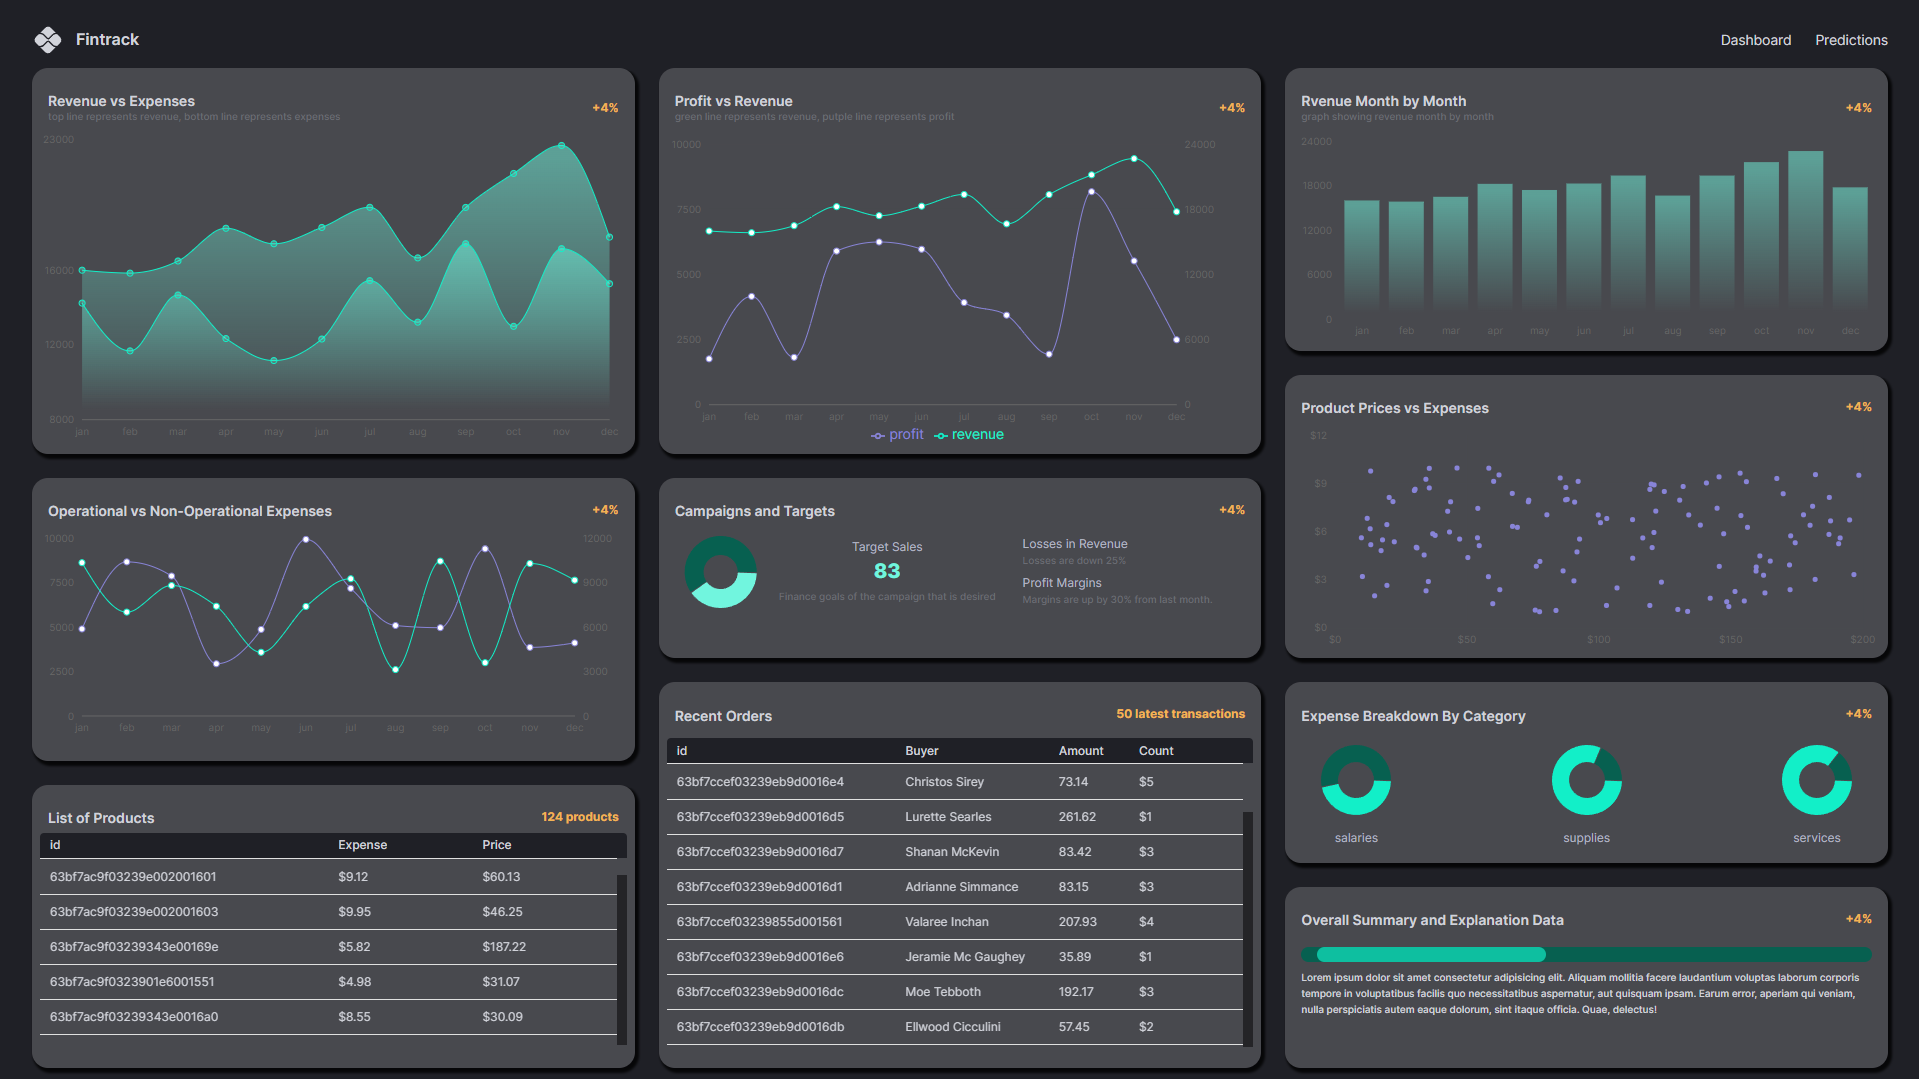 Fintrack
Dashboard Predictions
Revenue vs Expenses
top line represents revenue, bottom line represents expenses
+4%
23000
16000
12000
8000
jan feb mar apr may jun jul aug sep oct nov dec
Profit vs Revenue
green line represents revenue, putple line represents profit
+4%
10000 24000
7500 18000
5000 12000
2500 6000
0 0
jan feb mar apr may jun jul aug sep oct nov dec
profit revenue
Rvenue Month by Month
graph showing revenue month by month
+4%
24000
18000
12000
6000
0
jan feb mar apr may jun jul aug sep oct nov dec
Operational vs Non-Operational Expenses
+4%
10000 12000
7500 9000
5000 6000
2500 3000
0 0
jan feb mar apr may jun jul aug sep oct nov dec
Campaigns and Targets
+4%
Target Sales
83
Finance goals of the campaign that is desired
Losses in Revenue
Losses are down 25%
Profit Margins
Margins are up by 30% from last month.
Product Prices vs Expenses
+4%
$12
$9
$6
$3
$0
$0 $50 $100 $150 $200
List of Products
124 products
id Expense Price
63bf7ac9f03239e002001601 $9.12 $60.13
63bf7ac9f03239e002001603 $9.95 $46.25
63bf7ac9f03239343e00169e $5.82 $187.22
63bf7ac9f0323901e6001551 $4.98 $31.07
63bf7ac9f03239343e0016a0 $8.55 $30.09
Recent Orders
50 latest transactions
id Buyer Amount Count
63bf7ccef03239eb9d0016e4 Christos Sirey 73.14 $5
63bf7ccef03239eb9d0016d5 Lurette Searles 261.62 $1
63bf7ccef03239eb9d0016d7 Shanan McKevin 83.42 $3
63bf7ccef03239eb9d0016d1 Adrianne Simmance 83.15 $3
63bf7ccef03239855d001561 Valaree Inchan 207.93 $4
63bf7ccef03239eb9d0016e6 Jeramie Mc Gaughey 35.89 $1
63bf7ccef03239eb9d0016dc Moe Tebboth 192.17 $3
63bf7ccef03239eb9d0016db Ellwood Cicculini 57.45 $2
Expense Breakdown By Category
+4%
salaries supplies services
Overall Summary and Explanation Data
+4%
Lorem ipsum dolor sit amet consectetur adipisicing elit. Aliquam mollitia facere laudantium voluptas laborum corporis
tempore in voluptatibus facilis quo necessitatibus aspernatur, aut quisquam ipsam. Earum error, aperiam qui veniam,
nulla perspiciatis autem eaque dolorum, sint itaque officia. Quae, delectus!